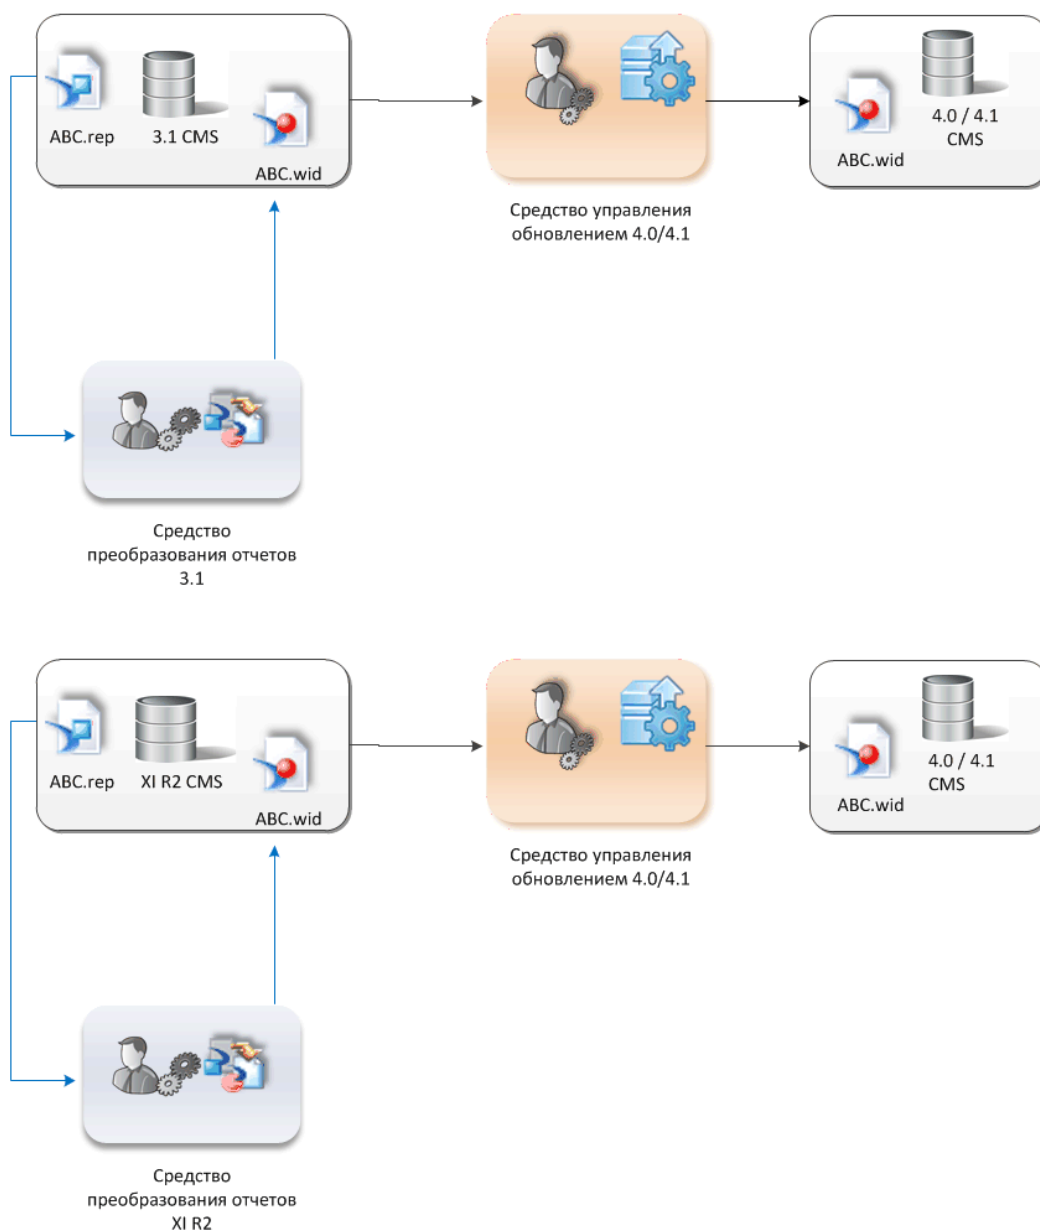 ABC.rep
3.1 CMS
ABC.wid
Средство управления
обновлением 4.0/4.1
ABC.wid
4.0 / 4.1
CMS
Средство
преобразования отчетов
3.1
ABC.rep
XI R2 CMS
ABC.wid
Средство управления
обновлением 4.0/4.1
ABC.wid
4.0 / 4.1
CMS
Средство
преобразования отчетов
XI R2